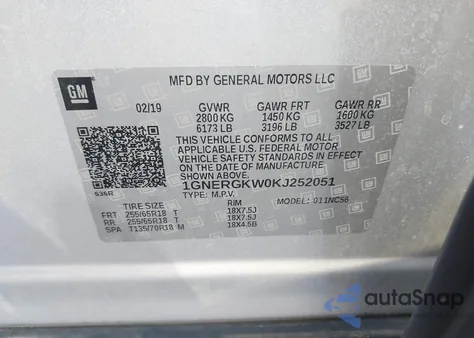 GM
MFD BY GENERAL MOTORS LLC
02/19 GVWR GAWR FRT GAWR RR
2800 KG 1450 KG 1600 KG
6173 LB 3196 LB 3527 LB
THIS VEHICLE CONFORMS TO ALL
APPLICABLE U.S. FEDERAL MOTOR
VEHICLE SAFETY STANDARDS IN
EFFECT ON THE DATE OF
MANUFACTURE SHOWN ABOVE.
1GNERGKW0KJ252051
TYPE: M.P.V. MODEL: 011NC56
TIRE SIZE RIM
FRT 255/65R18 T 18X7.5J
RR 255/65R18 T 18X7.5J
SPA T135/70R18 M 18X4.5B
autoSnap